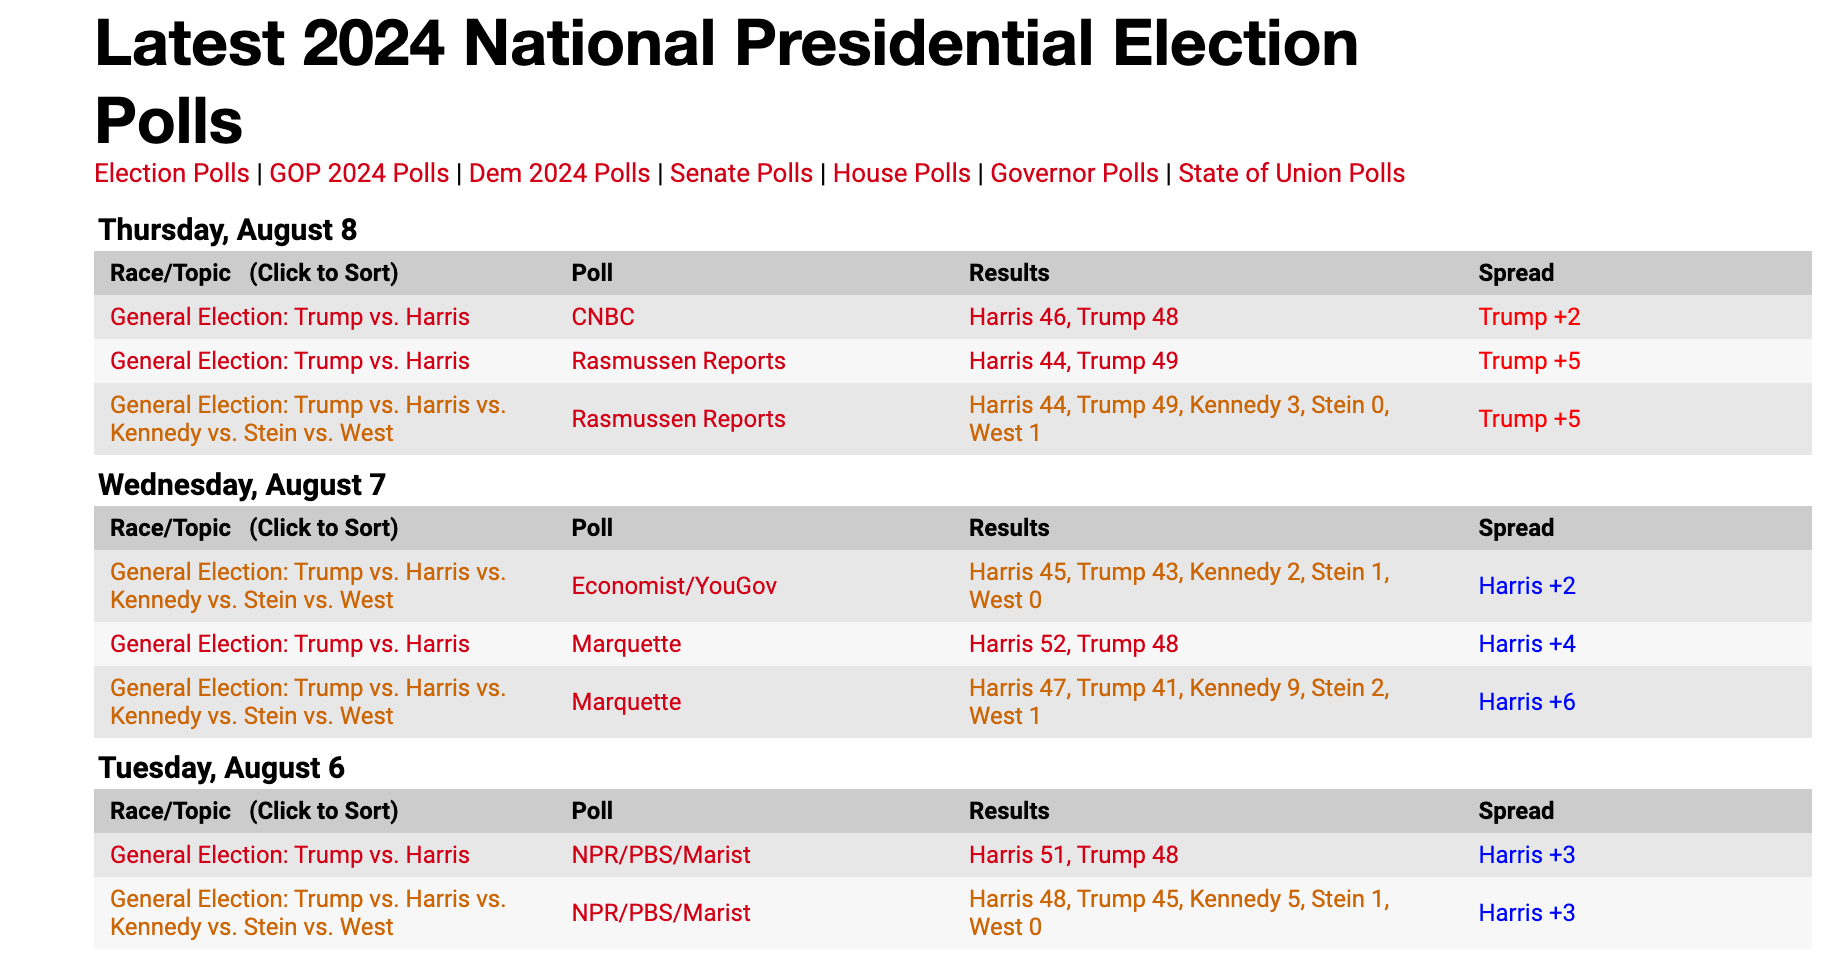 Latest 2024 National Presidential Election
Polls
Election Polls | GOP 2024 Polls | Dem 2024 Polls | Senate Polls | House Polls | Governor Polls | State of Union Polls
Thursday, August 8
Race/Topic (Click to Sort) Poll Results Spread
General Election: Trump vs. Harris CNBC Harris 46, Trump 48 Trump +2
General Election: Trump vs. Harris Rasmussen Reports Harris 44, Trump 49 Trump +5
General Election: Trump vs. Harris vs. Harris 44, Trump 49, Kennedy 3, Stein 0,
Rasmussen Reports Trump +5
Kennedy vs. Stein vs. West West 1
Wednesday, August 7
Race/Topic (Click to Sort) Poll Results Spread
General Election: Trump vs. Harris vs. Harris 45, Trump 43, Kennedy 2, Stein 1,
Economist/YouGov Harris +2
Kennedy vs. Stein vs. West West 0
General Election: Trump vs. Harris Marquette Harris 52, Trump 48 Harris +4
General Election: Trump vs. Harris vs. Harris 47, Trump 41, Kennedy 9, Stein 2,
Marquette Harris +6
Kennedy vs. Stein vs. West West 1
Tuesday, August 6
Race/Topic (Click to Sort) Poll Results Spread
General Election: Trump vs. Harris NPR/PBS/Marist Harris 51, Trump 48 Harris +3
General Election: Trump vs. Harris vs. Harris 48, Trump 45, Kennedy 5, Stein 1,
NPR/PBS/Marist Harris +3
Kennedy vs. Stein vs. West West 0